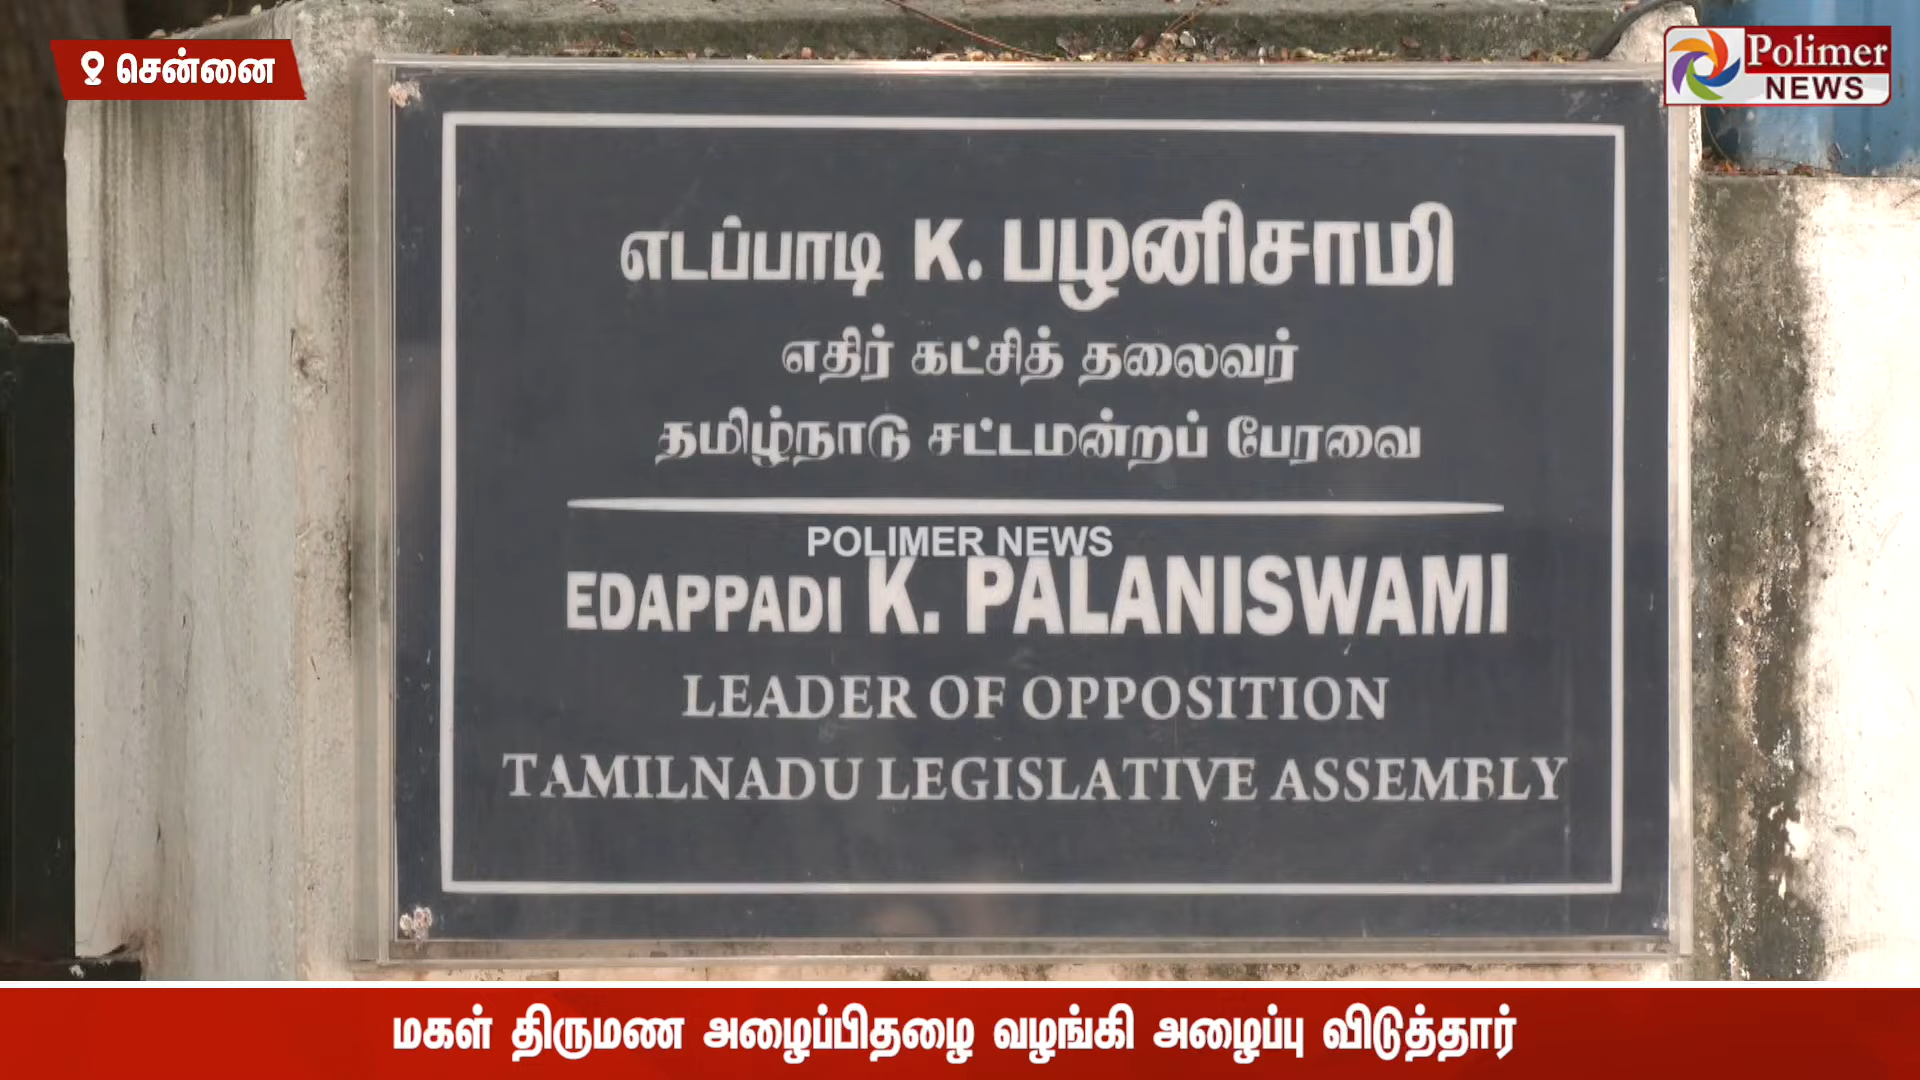 சென்னை
Polimer
NEWS
எடப்பாடி K. பழனிசாமி
எதிர் கட்சித் தலைவர்
தமிழ்நாடு சட்டமன்றப் பேரவை
POLIMER NEWS
EDAPPADI K. PALANISWAMI
LEADER OF OPPOSITION
TAMILNADU LEGISLATIVE ASSEMBLY
மகள் திருமண அழைப்பிதழை வழங்கி அழைப்பு விடுத்தார்